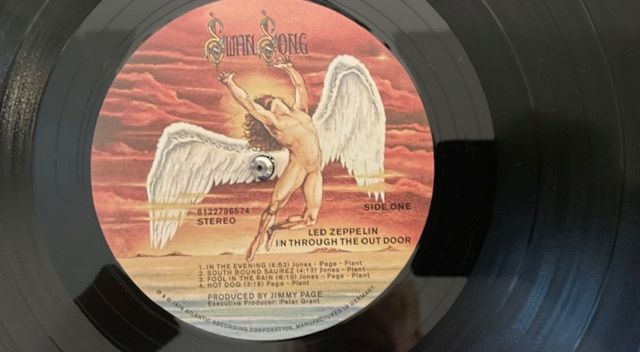 Swan Song
8122796574
STEREO
SIDE ONE
LED ZEPPELIN
IN THROUGH THE OUT DOOR
1. IN THE EVENING (6:53) Jones - Page - Plant
2. SOUTH BOUND SAUREZ (4:13) Jones - Plant
3. FOOL IN THE RAIN (6:10) Jones - Page - Plant
4. HOT DOG (3:19) Page - Plant
PRODUCED BY JIMMY PAGE
Executive Producer: Peter Grant
℗ & © 1979 ATLANTIC RECORDING CORPORATION. MANUFACTURED IN GERMANY